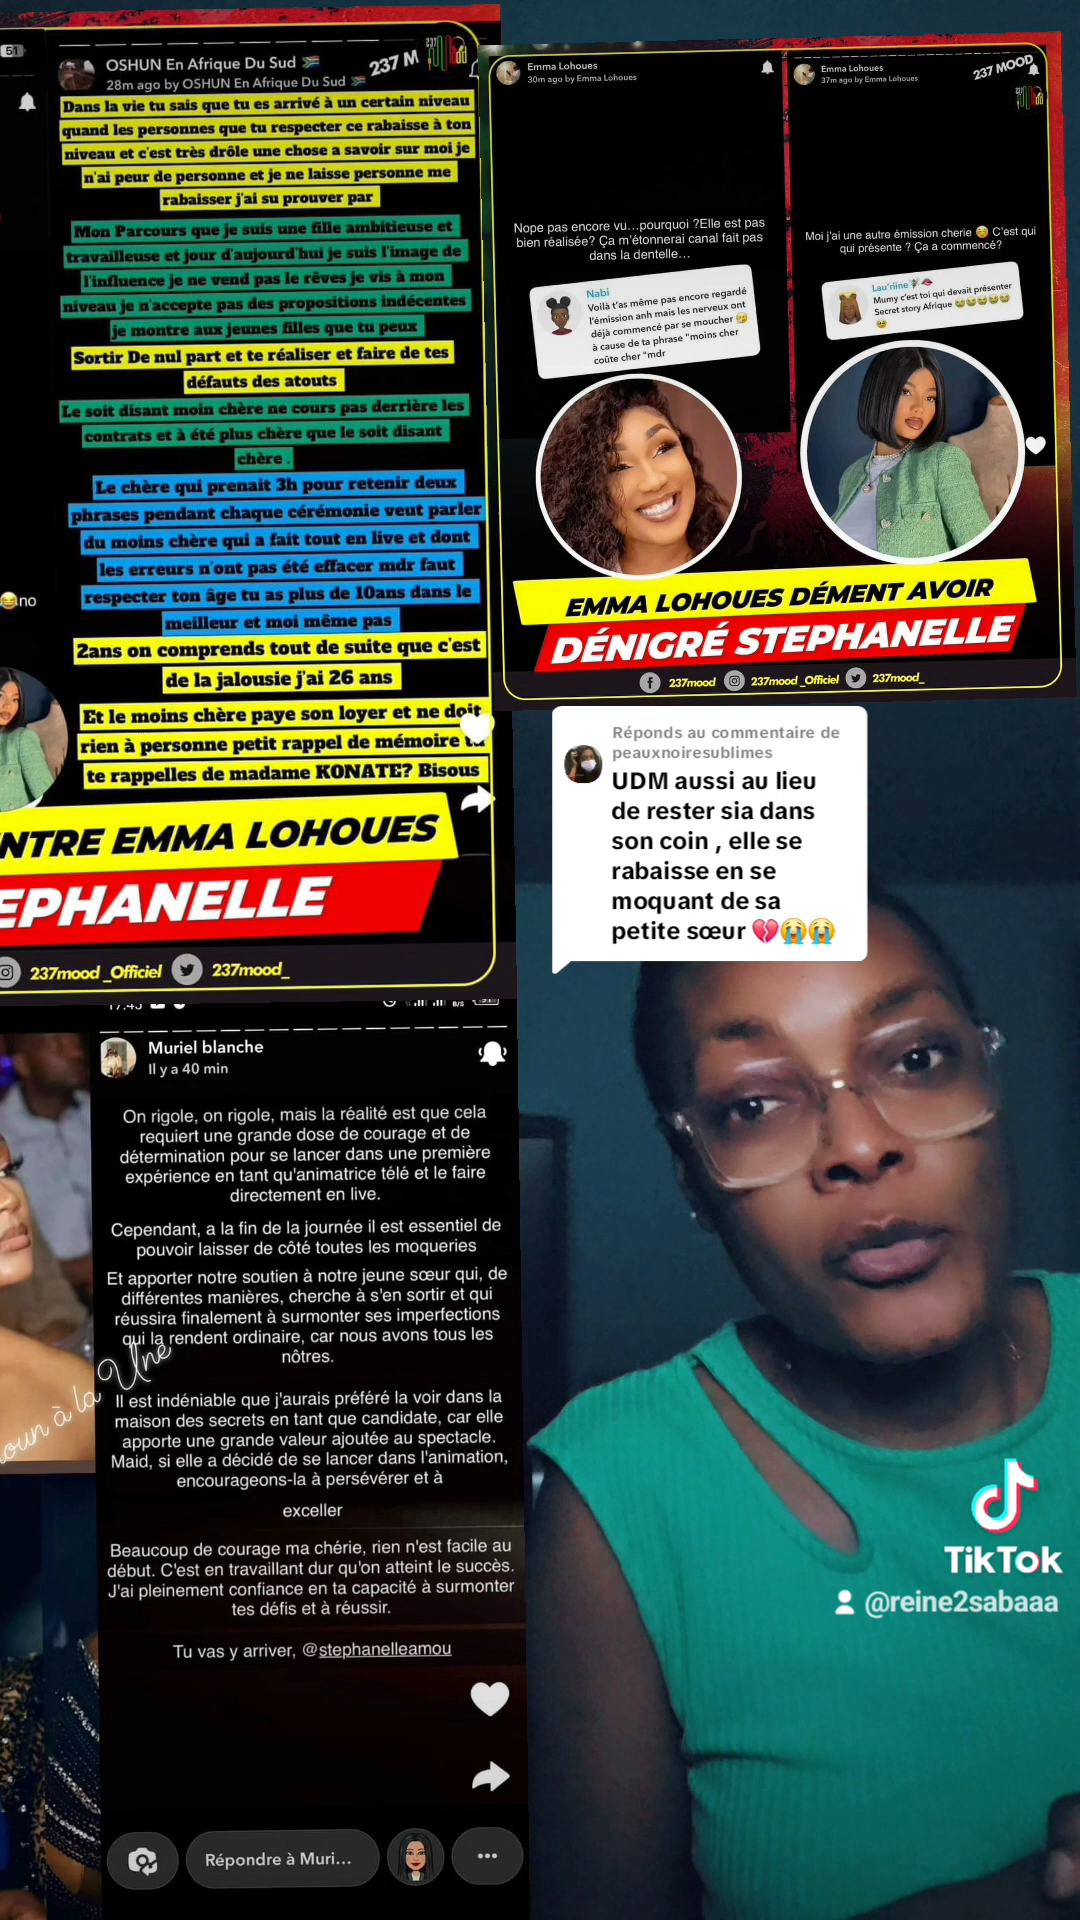 51
OSHUN En Afrique Du Sud 🇿🇦
28m ago by OSHUN En Afrique Du Sud 🇿🇦
237 M
Dans la vie tu sais que tu es arrivé à un certain niveau
quand les personnes que tu respecter ce rabaisse à ton
niveau et c'est très drôle une chose a savoir sur moi je
n'ai peur de personne et je ne laisse personne me
rabaisser j'ai su prouver par
Mon Parcours que je suis une fille ambitieuse et
travailleuse et jour d'aujourd'hui je suis l'image de
l'influence je ne vend pas le rêves je vis à mon
niveau je n'accepte pas des propositions indécentes
je montre aux jeunes filles que tu peux
Sortir De nul part et te réaliser et faire de tes
défauts des atouts
Le soit disant moin chère ne cours pas derrière les
contrats et à été plus chère que le soit disant
chère .
Le chère qui prenait 3h pour retenir deux
phrases pendant chaque cérémonie veut parler
du moins chère qui a fait tout en live et dont
les erreurs n'ont pas été effacer mdr faut
respecter ton âge tu as plus de 10ans dans le
meilleur et moi même pas
2ans on comprends tout de suite que c'est
de la jalousie j'ai 26 ans
Et le moins chère paye son loyer et ne doit
rien à personne petit rappel de mémoire tu
te rappelles de madame KONATE? Bisous
😂no
NTRE EMMA LOHOUES
EPHANELLE
237mood_Officiel 237mood_
Emma Lohoues
30m ago by Emma Lohoues
Nope pas encore vu...pourquoi ?Elle est pas
bien réalisée? Ça m'étonnerai canal fait pas
dans la dentelle...
Nabi
Voilà t'as même pas encore regardé
l'émission anh mais les nerveux ont
déjà commencé par se moucher 🤧
à cause de ta phrase "moins cher
coûte cher "mdr
Emma Lohoues
37m ago by Emma Lohoues
237 MOOD
Moi j'ai une autre émission cherie ☺️ C'est qui
qui présente ? Ça a commencé?
Lau'riine
Mumy c'est toi qui devait présenter
Secret story Afrique 😭😭😭😭😭
EMMA LOHOUES DÉMENT AVOIR
DÉNIGRÉ STEPHANELLE
237mood 237mood_Officiel 237mood_
Réponds au commentaire de
peauxnoiresublimes
UDM aussi au lieu
de rester sia dans
son coin , elle se
rabaisse en se
moquant de sa
petite sœur 💔😭😭
17:45
Muriel blanche
Il y a 40 min
On rigole, on rigole, mais la réalité est que cela
requiert une grande dose de courage et de
détermination pour se lancer dans une première
expérience en tant qu'animatrice télé et le faire
directement en live.
Cependant, a la fin de la journée il est essentiel de
pouvoir laisser de côté toutes les moqueries
Et apporter notre soutien à notre jeune sœur qui, de
différentes manières, cherche à s'en sortir et qui
réussira finalement à surmonter ses imperfections
qui la rendent ordinaire, car nous avons tous les
nôtres.
oun à la Une
Il est indéniable que j'aurais préféré la voir dans la
maison des secrets en tant que candidate, car elle
apporte une grande valeur ajoutée au spectacle.
Maid, si elle a décidé de se lancer dans l'animation,
encourageons-la à persévérer et à
exceller
Beaucoup de courage ma chérie, rien n'est facile au
début. C'est en travaillant dur qu'on atteint le succès.
J'ai pleinement confiance en ta capacité à surmonter
tes défis et à réussir.
Tu vas y arriver, @stephanelleamou
Répondre à Muri...
TikTok
@reine2sabaaa